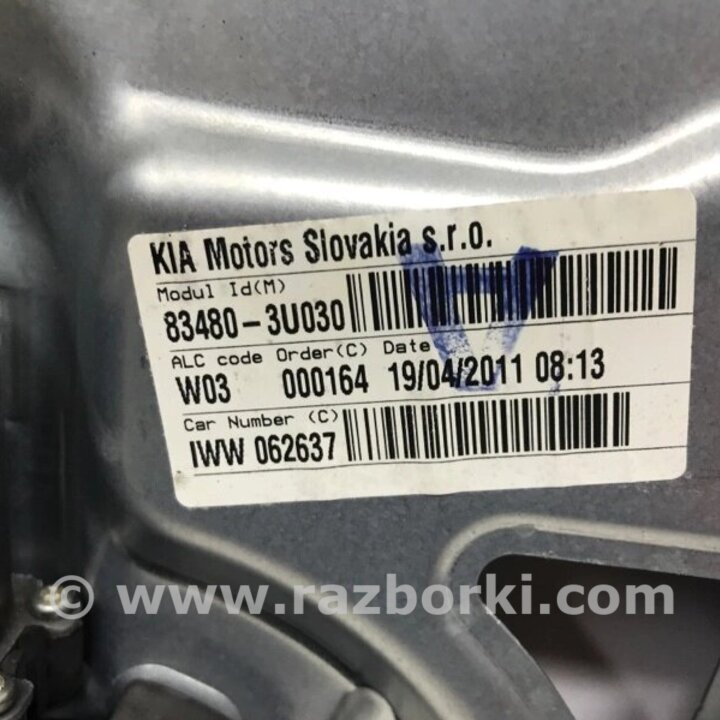 KIA Motors Slovakia s.r.o.
Modul Id(M)
83480-3U030
ALC code Order(C) Date
W03 000164 19/04/2011 08:13
Car Number (C)
IWW 062637
© www.razborki.com